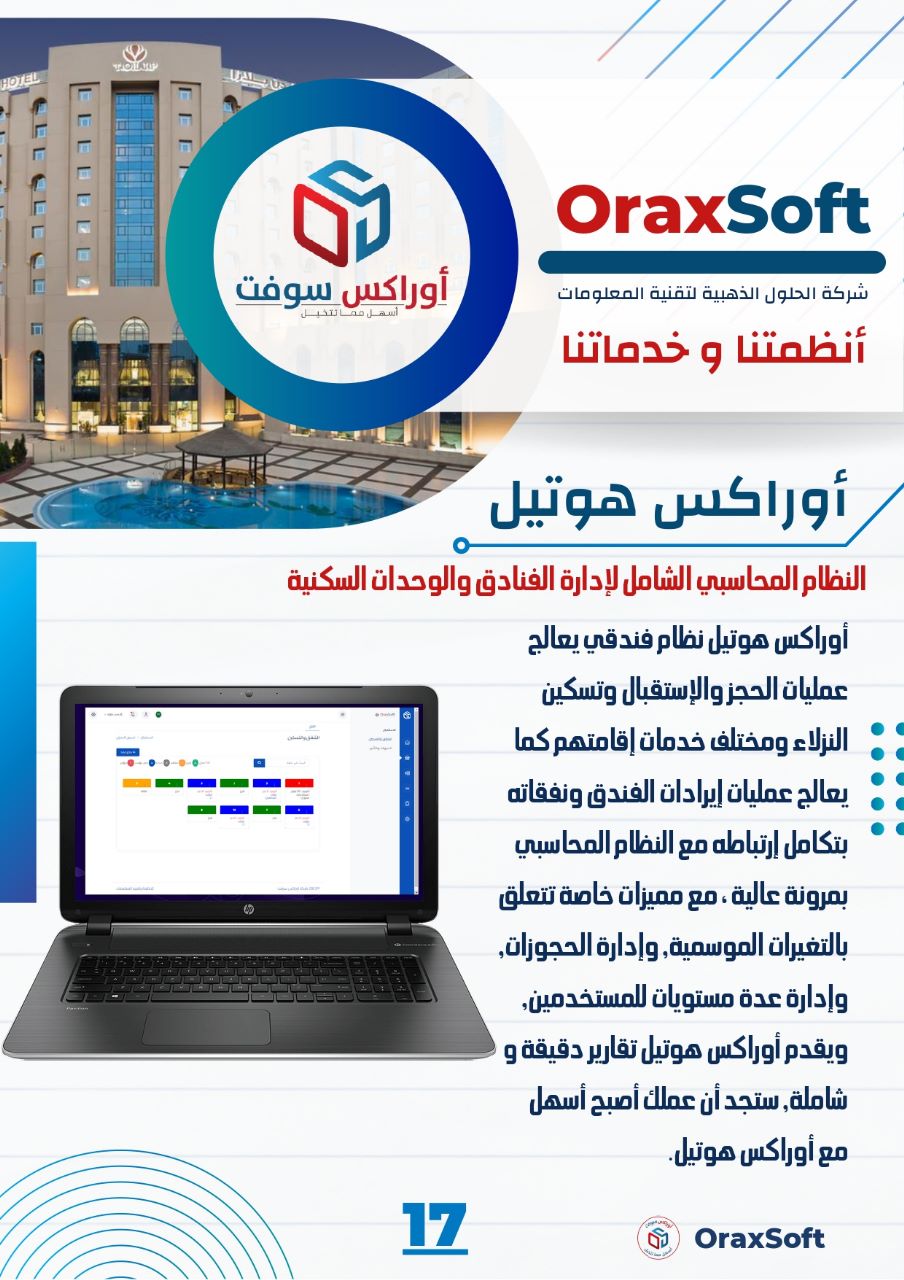 HOTEL
OraxSoft
شركة الحلول الذهبية لتقنية المعلومات
أنظمتنا و خدماتنا
أوراكس سوفت
أسهل مما تتخيل
أوراكس هوتيل
النظام المحاسبي الشامل لإدارة الفنادق والوحدات السكنية
أوراكس هوتيل نظام فندقي يعالج
عمليات الحجز والإستقبال وتسكين
النزلاء ومختلف خدمات إقامتهم كما
يعالج عمليات إيرادات الفندق ونفقاته
بتكامل إرتباطه مع النظام المحاسبي
بمرونة عالية ، مع مميزات خاصة تتعلق
بالتغيرات الموسمية, وإدارة الحجوزات,
وإدارة عدة مستويات للمستخدمين,
ويقدم أوراكس هوتيل تقارير دقيقة و
شاملة, ستجد أن عملك أصبح أسهل
مع أوراكس هوتيل.
hp
17
OraxSoft